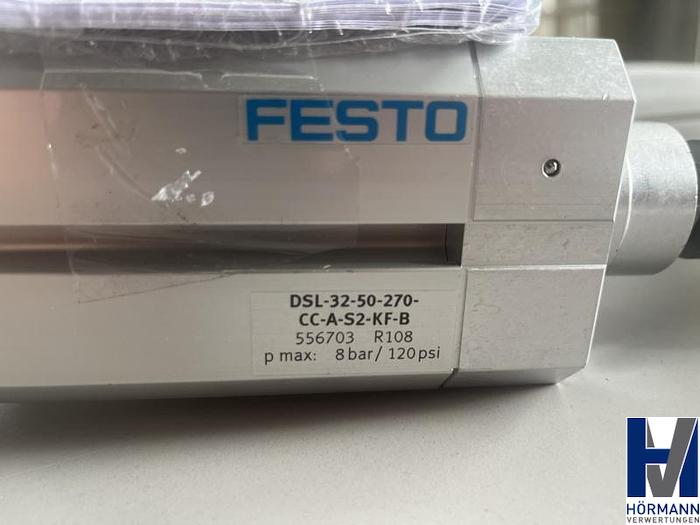 FESTO
DSL-32-50-270-
CC-A-S2-KF-B
556703 R108
p max: 8 bar/ 120 psi
HÖRMANN
VERWERTUNGEN